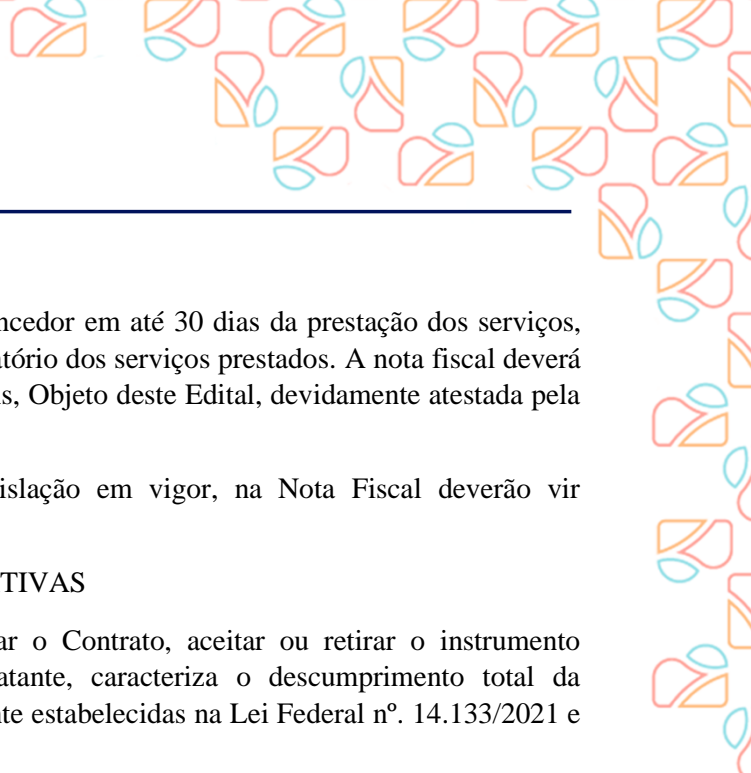 ncedor em até 30 dias da prestação dos serviços,
atório dos serviços prestados. A nota fiscal deverá
is, Objeto deste Edital, devidamente atestada pela
islação em vigor, na Nota Fiscal deverão vir
TIVAS
ar o Contrato, aceitar ou retirar o instrumento
atante, caracteriza o descumprimento total da
nte estabelecidas na Lei Federal nº. 14.133/2021 e